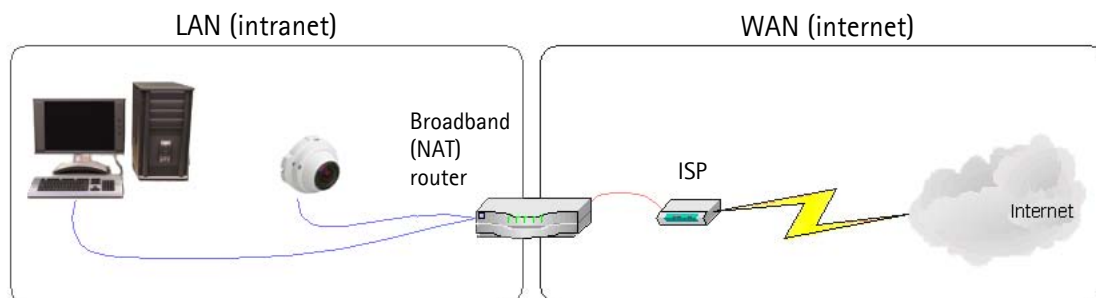 LAN (intranet)
WAN (internet)
Broadband
(NAT)
router
ISP
Internet